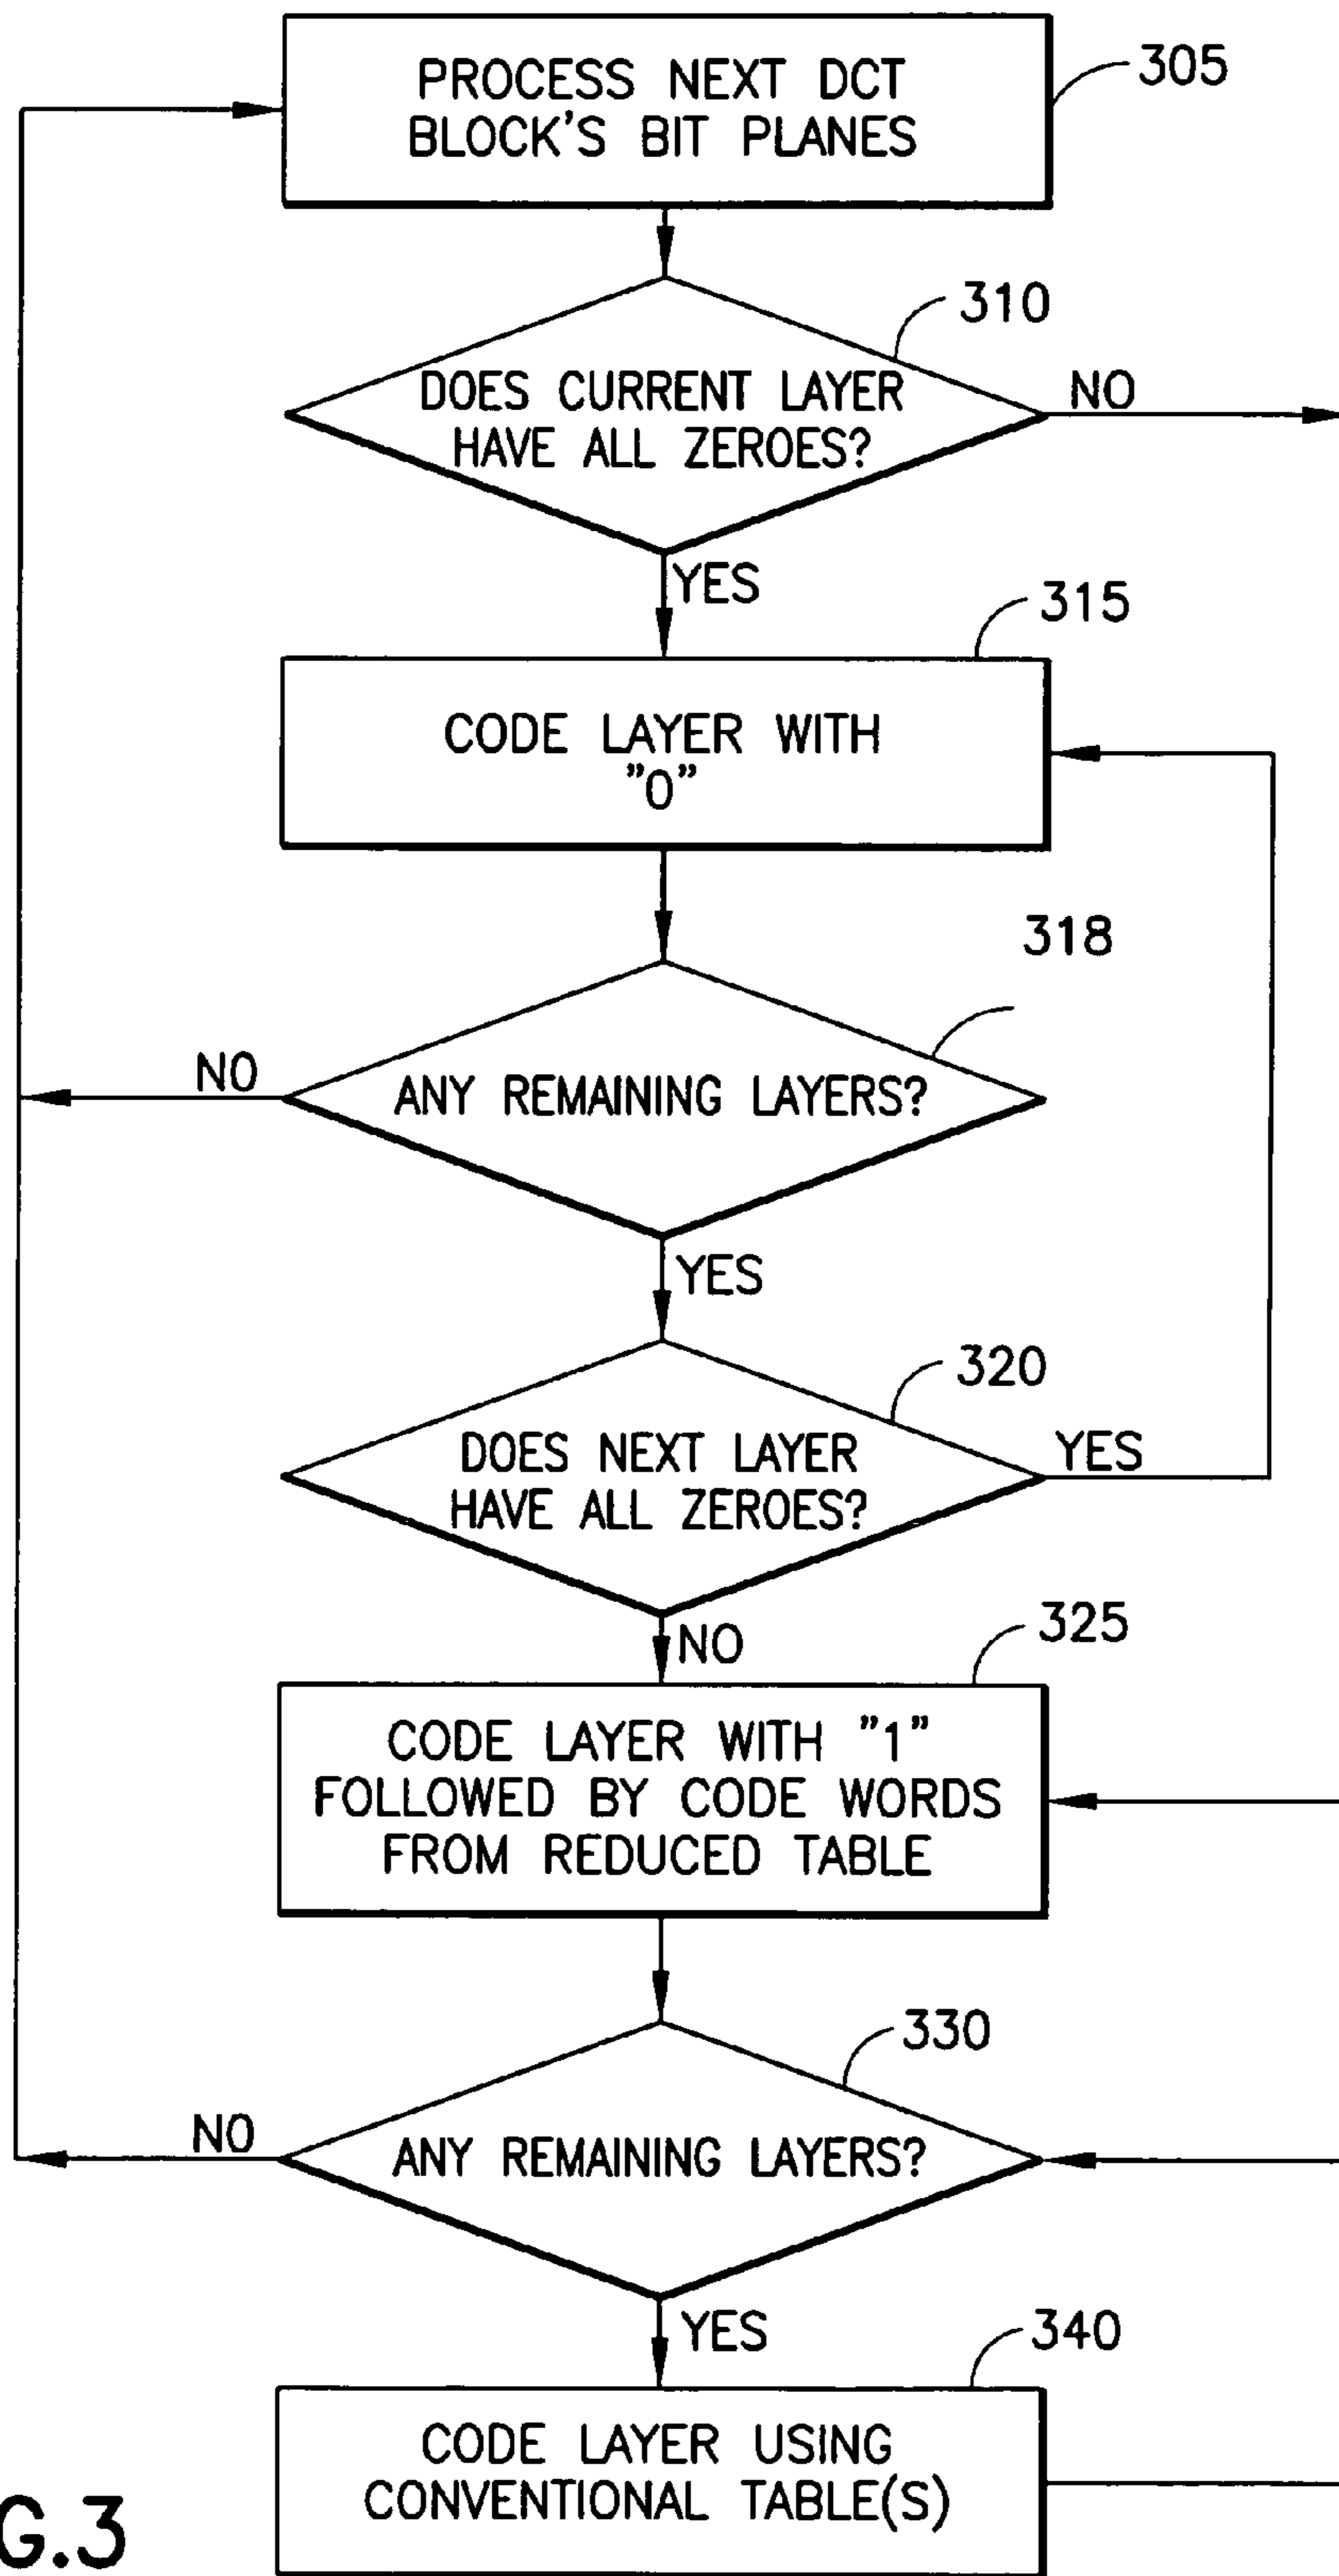 PROCESS NEXT DCT
BLOCK'S BIT PLANES
305
310
DOES CURRENT LAYER
HAVE ALL ZEROES?
NO
YES
315
CODE LAYER WITH
"0"
318
NO
ANY REMAINING LAYERS?
YES
320
DOES NEXT LAYER
HAVE ALL ZEROES?
YES
NO
325
CODE LAYER WITH "1"
FOLLOWED BY CODE WORDS
FROM REDUCED TABLE
330
NO
ANY REMAINING LAYERS?
YES
340
CODE LAYER USING
CONVENTIONAL TABLE(S)
G.3